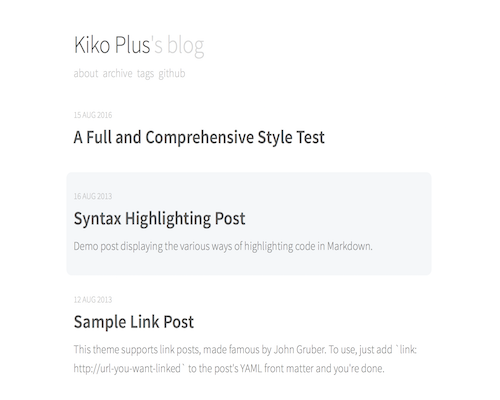 Kiko Plus's blog
about archive tags github
15 AUG 2016
A Full and Comprehensive Style Test
16 AUG 2013
Syntax Highlighting Post
Demo post displaying the various ways of highlighting code in Markdown.
12 AUG 2013
Sample Link Post
This theme supports link posts, made famous by John Gruber. To use, just add `link:
http://url-you-want-linked` to the post's YAML front matter and you're done.